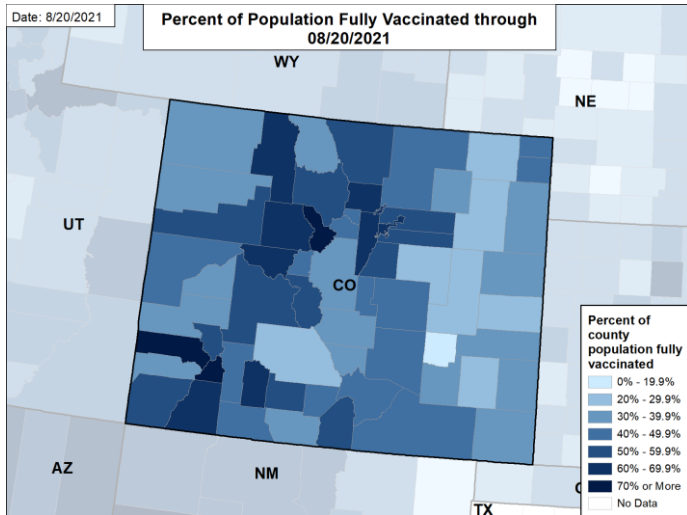 Date: 8/20/2021
Percent of Population Fully Vaccinated through
08/20/2021
WY
NE
UT
CO
Percent of
county
population fully
vaccinated
0% - 19.9%
20% - 29.9%
30% - 39.9%
40% - 49.9%
50% - 59.9%
60% - 69.9%
70% or More
No Data
AZ
NM
TX